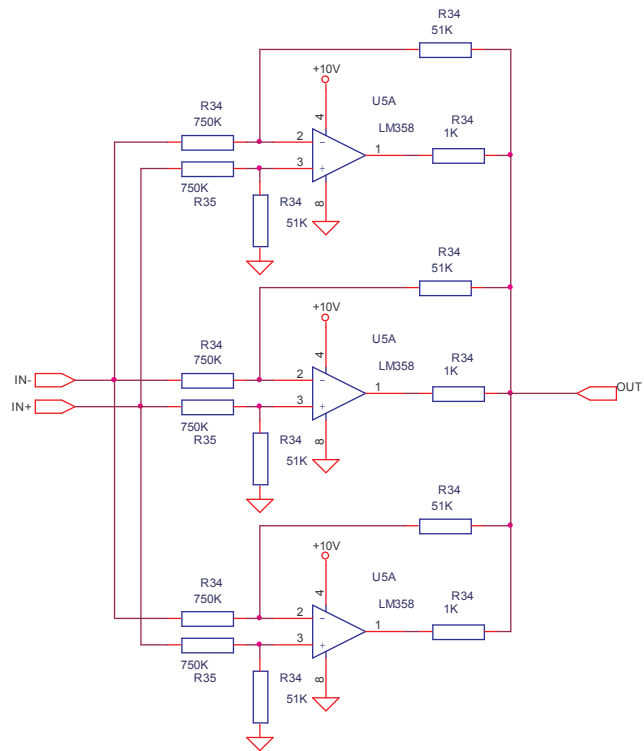 R34
51K
+10V
U5A
4
R34
750K
LM358
R34
1K
2
1
3
750K
R35
8
R34
51K
R34
51K
+10V
U5A
4
R34
750K
LM358
R34
1K
IN-
2
1
OUT
IN+
3
750K
R35
8
R34
51K
R34
51K
+10V
U5A
4
R34
750K
LM358
R34
1K
2
1
3
750K
R35
8
R34
51K